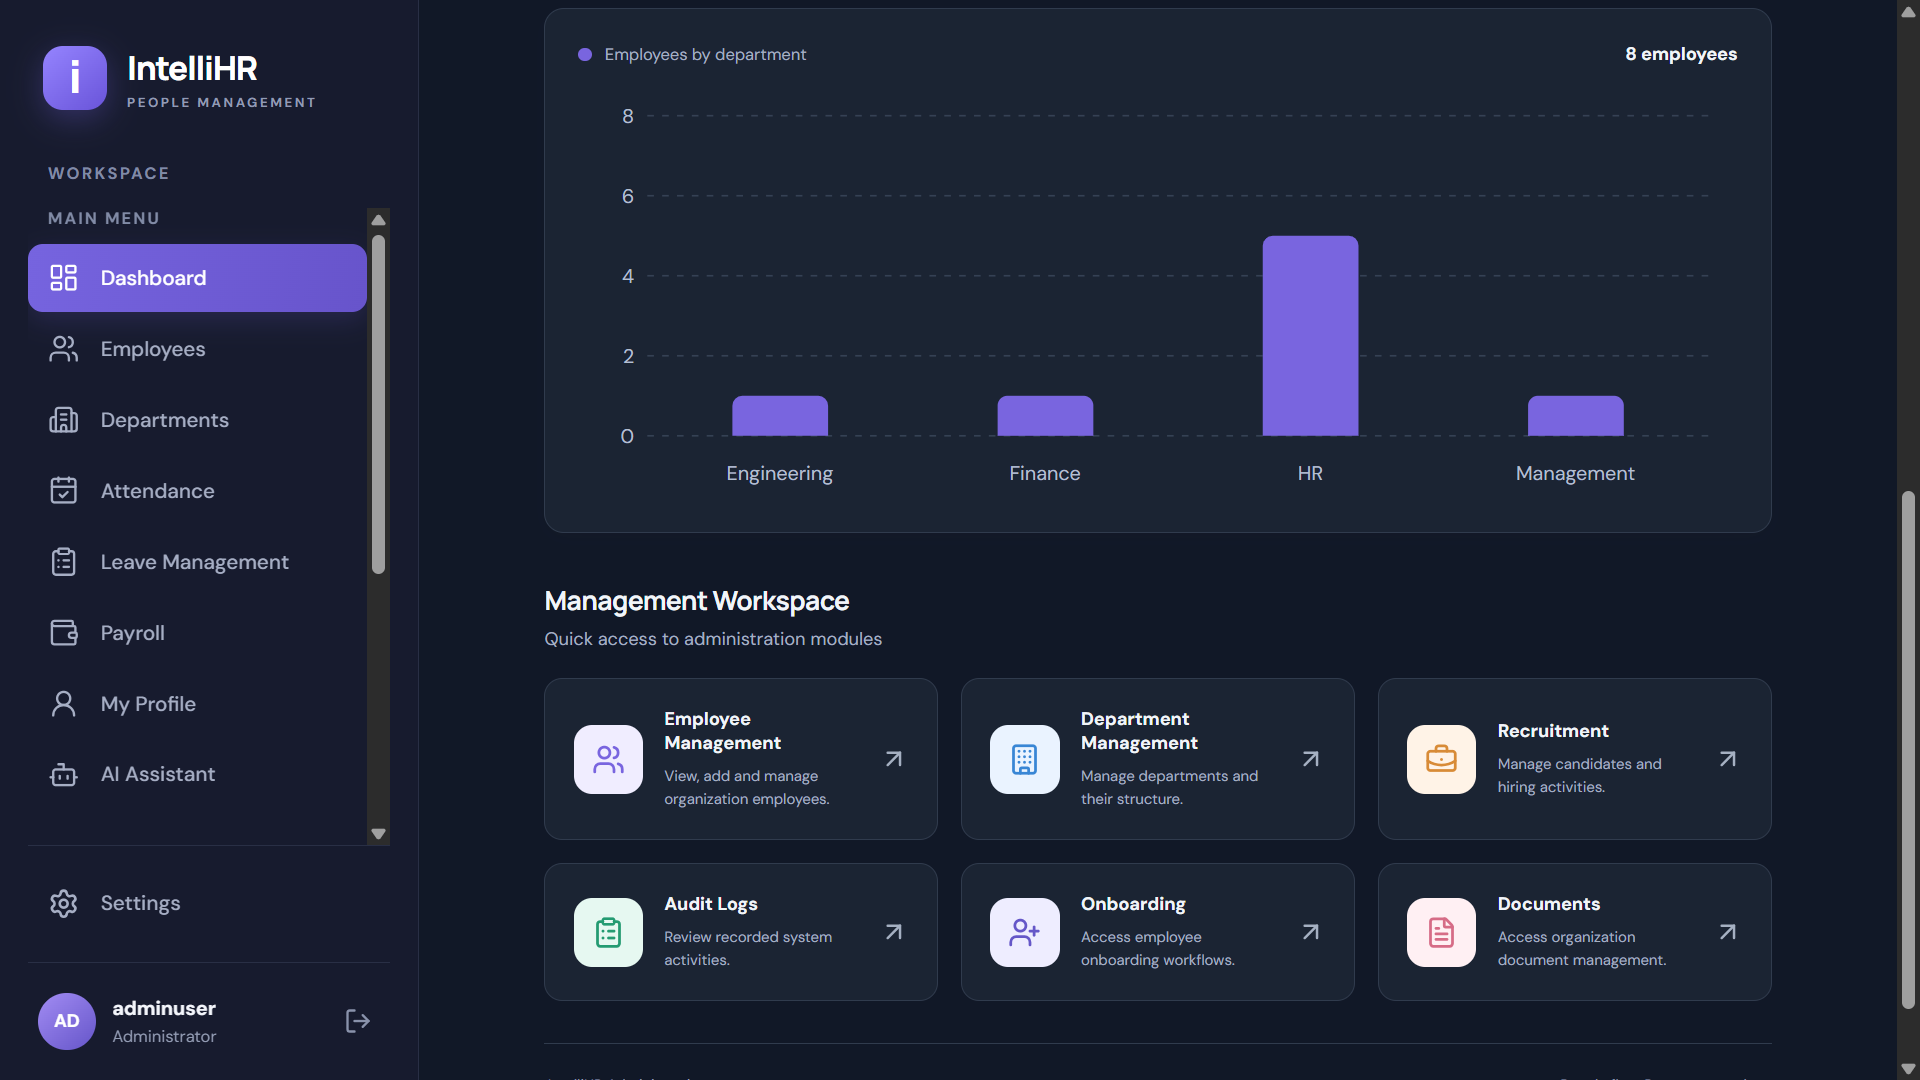 i
IntelliHR
PEOPLE MANAGEMENT
WORKSPACE
MAIN MENU
Dashboard
Employees
Departments
Attendance
Leave Management
Payroll
My Profile
AI Assistant
Settings
AD
adminuser
Administrator
Employees by department
8 employees
8
6
4
2
0
Engineering
Finance
HR
Management
Management Workspace
Quick access to administration modules
Employee
Management
View, add and manage
organization employees.
Department
Management
Manage departments and
their structure.
Recruitment
Manage candidates and
hiring activities.
Audit Logs
Review recorded system
activities.
Onboarding
Access employee
onboarding workflows.
Documents
Access organization
document management.